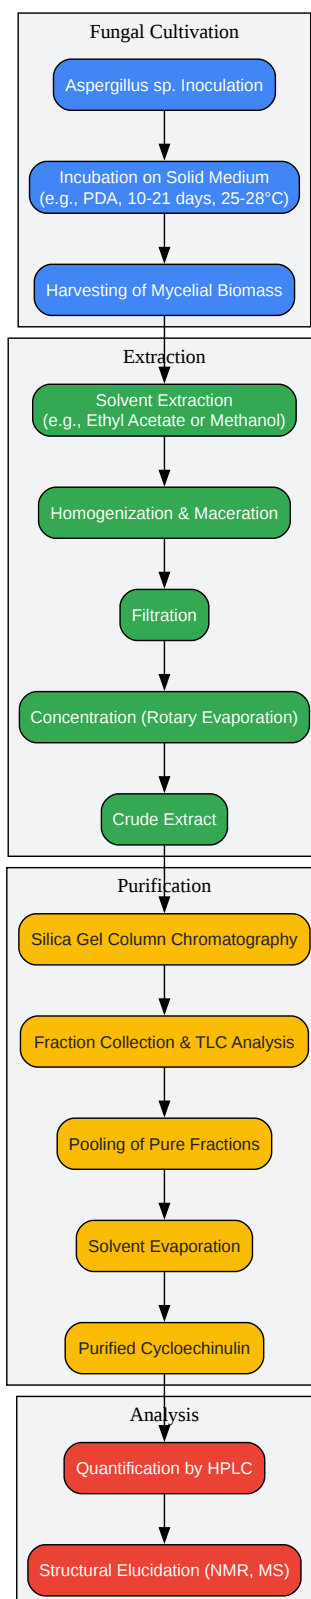 Fungal Cultivation
Aspergillus sp. Inoculation
Incubation on Solid Medium
(e.g., PDA, 10-21 days, 25-28°C)
Harvesting of Mycelial Biomass
Extraction
Solvent Extraction
(e.g., Ethyl Acetate or Methanol)
Homogenization & Maceration
Filtration
Concentration (Rotary Evaporation)
Crude Extract
Purification
Silica Gel Column Chromatography
Fraction Collection & TLC Analysis
Pooling of Pure Fractions
Solvent Evaporation
Purified Cycloechinulin
Analysis
Quantification by HPLC
Structural Elucidation (NMR, MS)